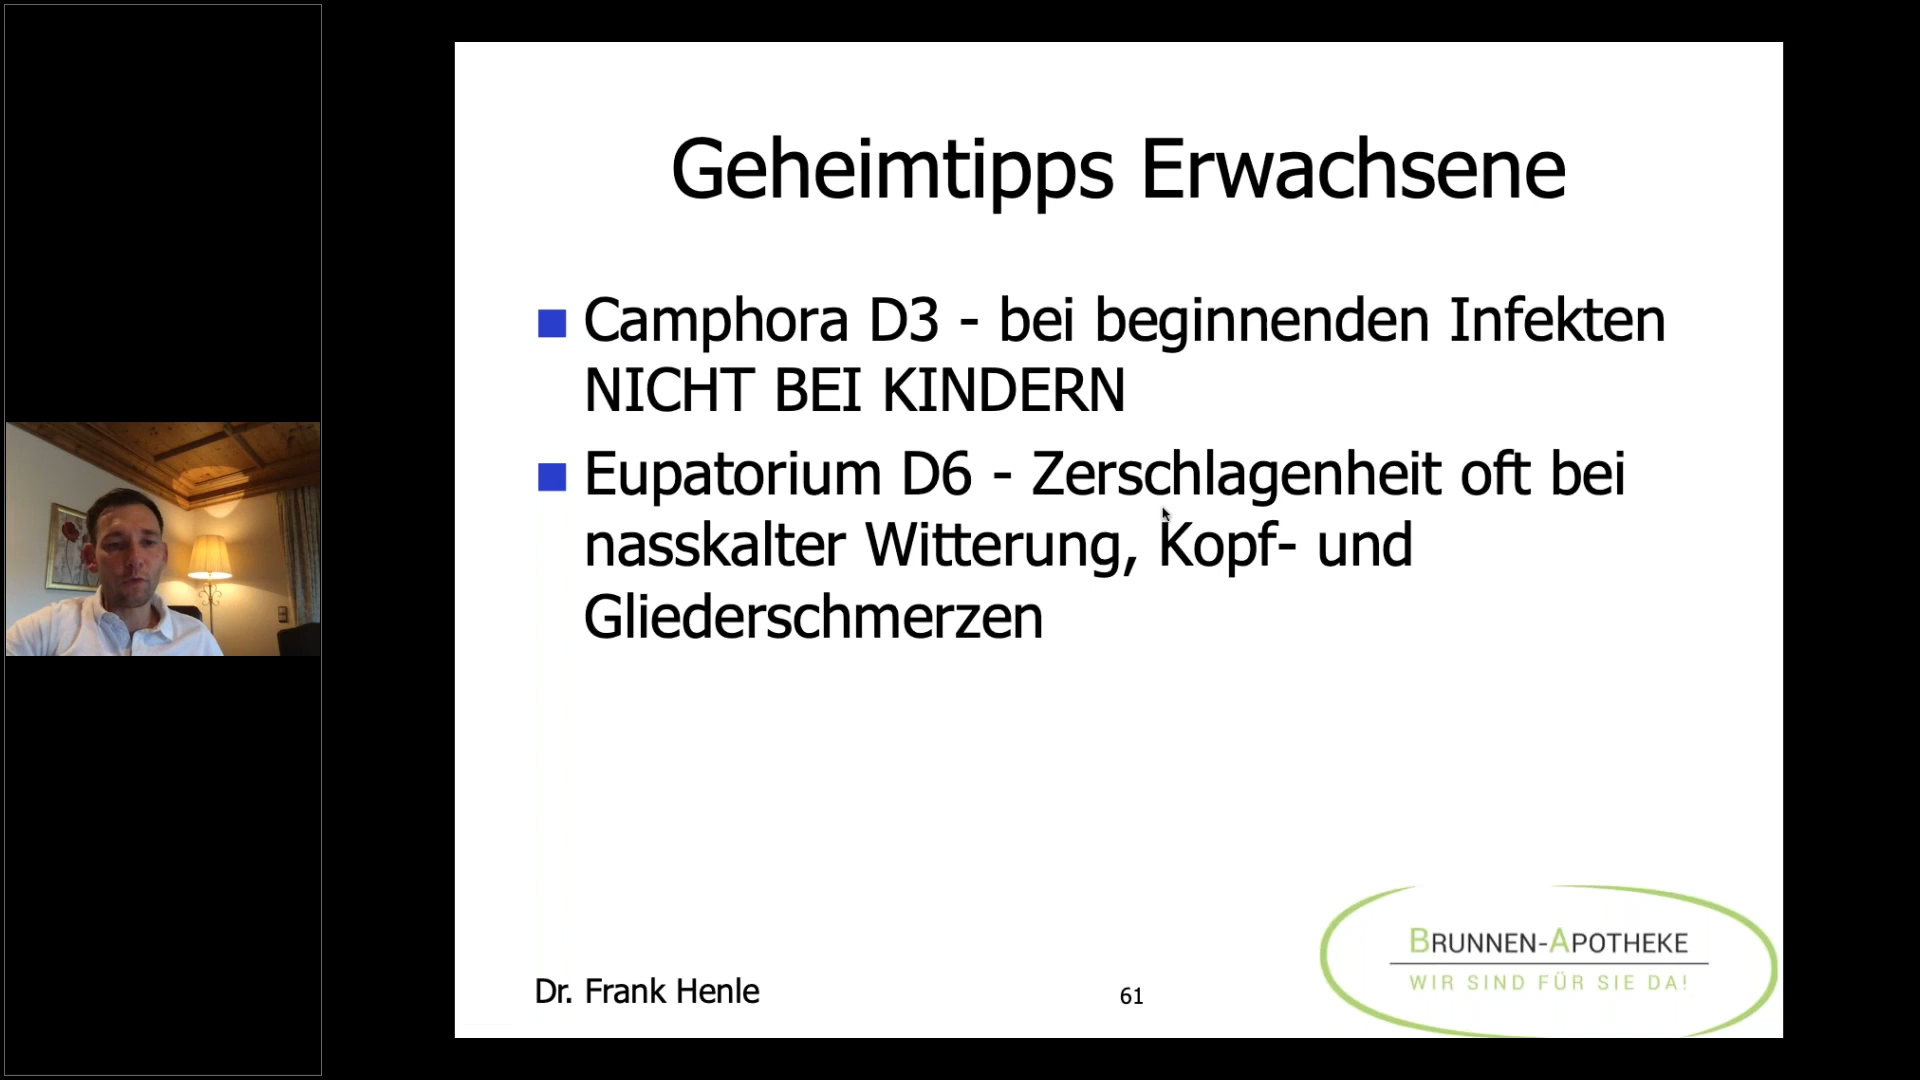 Geheimtipps Erwachsene
Camphora D3 - bei beginnenden Infekten
NICHT BEI KINDERN
Eupatorium D6 - Zerschlagenheit oft bei
nasskalter Witterung, Kopf- und
Gliederschmerzen
Dr. Frank Henle
61
BRUNNEN-APOTHEKE
WIR SIND FÜR SIE DA!